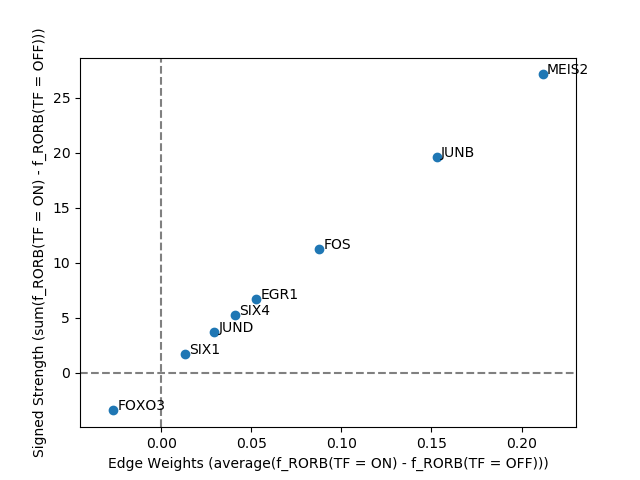 Signed Strength (sum(f_RORB(TF = ON) - f_RORB(TF = OFF)))
25
20
15
10
5
0
MEIS2
JUNB
FOS
EGR1
SIX4
JUND
SIX1
FOXO3
0.00 0.05 0.10 0.15 0.20
Edge Weights (average(f_RORB(TF = ON) - f_RORB(TF = OFF)))